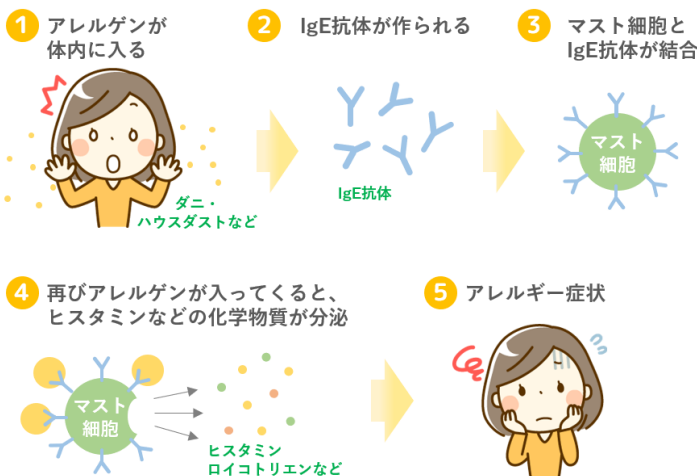 1 アレルゲンが
体内に入る
ダニ・
ハウスダストなど
2 IgE抗体が作られる
IgE抗体
3 マスト細胞と
IgE抗体が結合
マスト
細胞
4 再びアレルゲンが入ってくると、
ヒスタミンなどの化学物質が分泌
マスト
細胞
ヒスタミン
ロイコトリエンなど
5 アレルギー症状